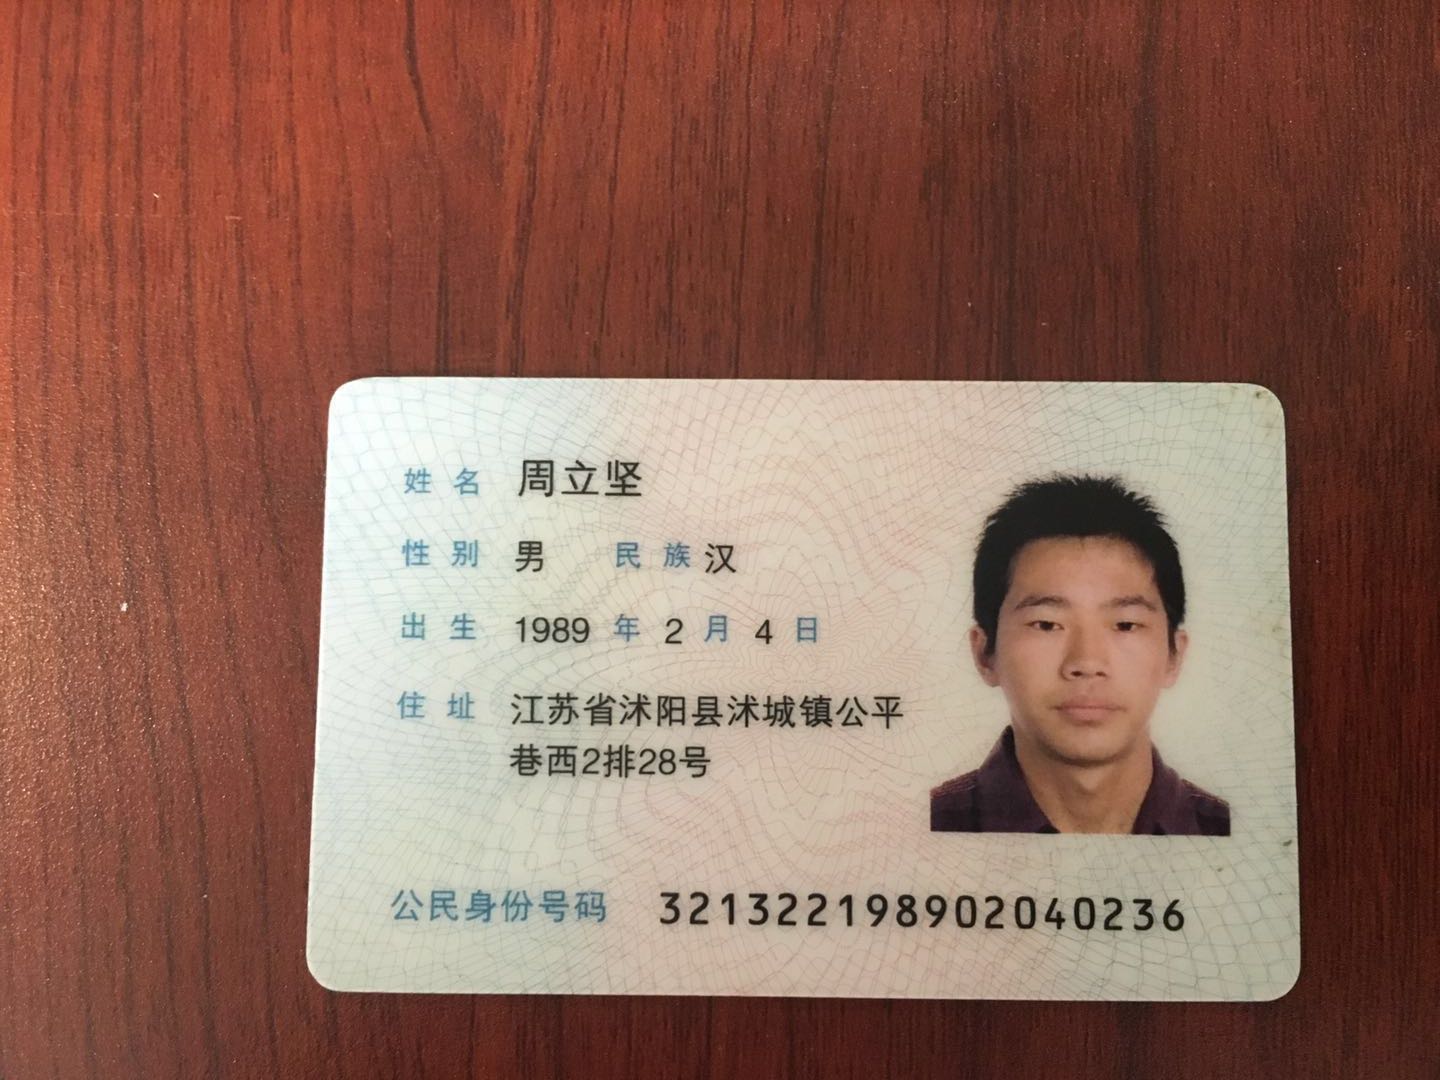 姓名 周立坚
性别 男 民族 汉
出生 1989 年 2 月 4 日
住址 江苏省沭阳县沭城镇公平
巷西2排28号
公民身份号码 321322198902040236